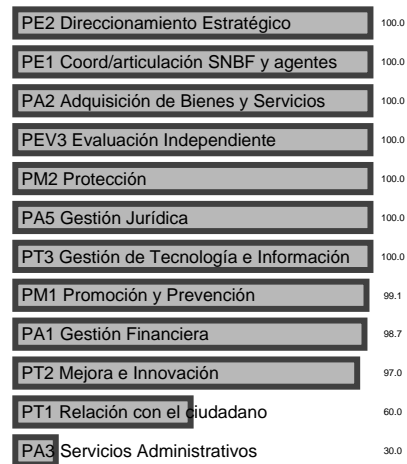 PE2 Direccionamiento Estratégico 100.0
PE1 Coord/articulación SNBF y agentes 100.0
PA2 Adquisición de Bienes y Servicios 100.0
PEV3 Evaluación Independiente 100.0
PM2 Protección 100.0
PA5 Gestión Jurídica 100.0
PT3 Gestión de Tecnología e Información 100.0
PM1 Promoción y Prevención 99.1
PA1 Gestión Financiera 98.7
PT2 Mejora e Innovación 97.0
PT1 Relación con el ciudadano 60.0
PA3 Servicios Administrativos 30.0